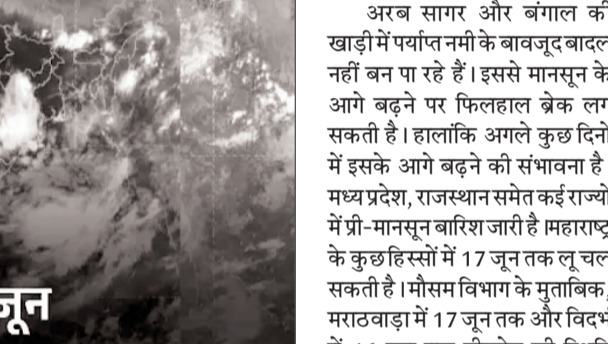 अरब सागर और बंगाल की
खाड़ी में पर्याप्त नमी के बावजूद बादल
नहीं बन पा रहे हैं। इससे मानसून के
आगे बढ़ने पर फिलहाल ब्रेक लग
सकती है। हालांकि अगले कुछ दिनों
में इसके आगे बढ़ने की संभावना है
मध्य प्रदेश, राजस्थान समेत कई राज्यों
में प्री-मानसून बारिश जारी है।महाराष्ट्र
के कुछ हिस्सों में 17 जून तक लू चल
सकती है। मौसम विभाग के मुताबिक,
मराठवाड़ा में 17 जून तक और विदर्भ
जून